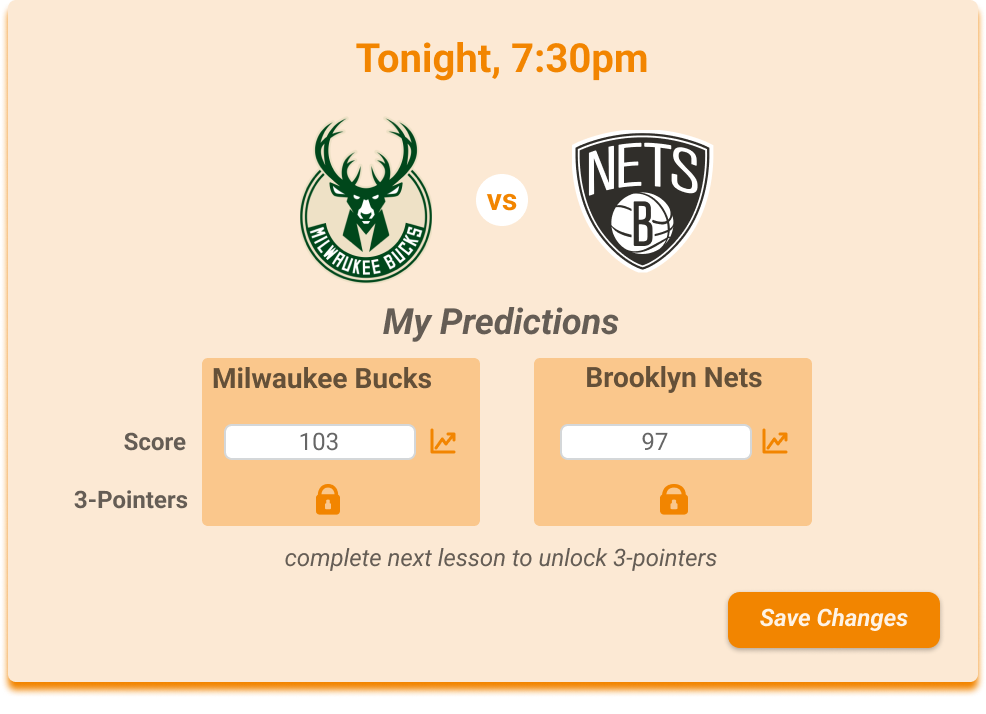 Tonight, 7:30pm
MILWAUKEE BUCKS
vs
NETS
B
My Predictions
Milwaukee Bucks
Brooklyn Nets
Score
103
97
3-Pointers
complete next lesson to unlock 3-pointers
Save Changes